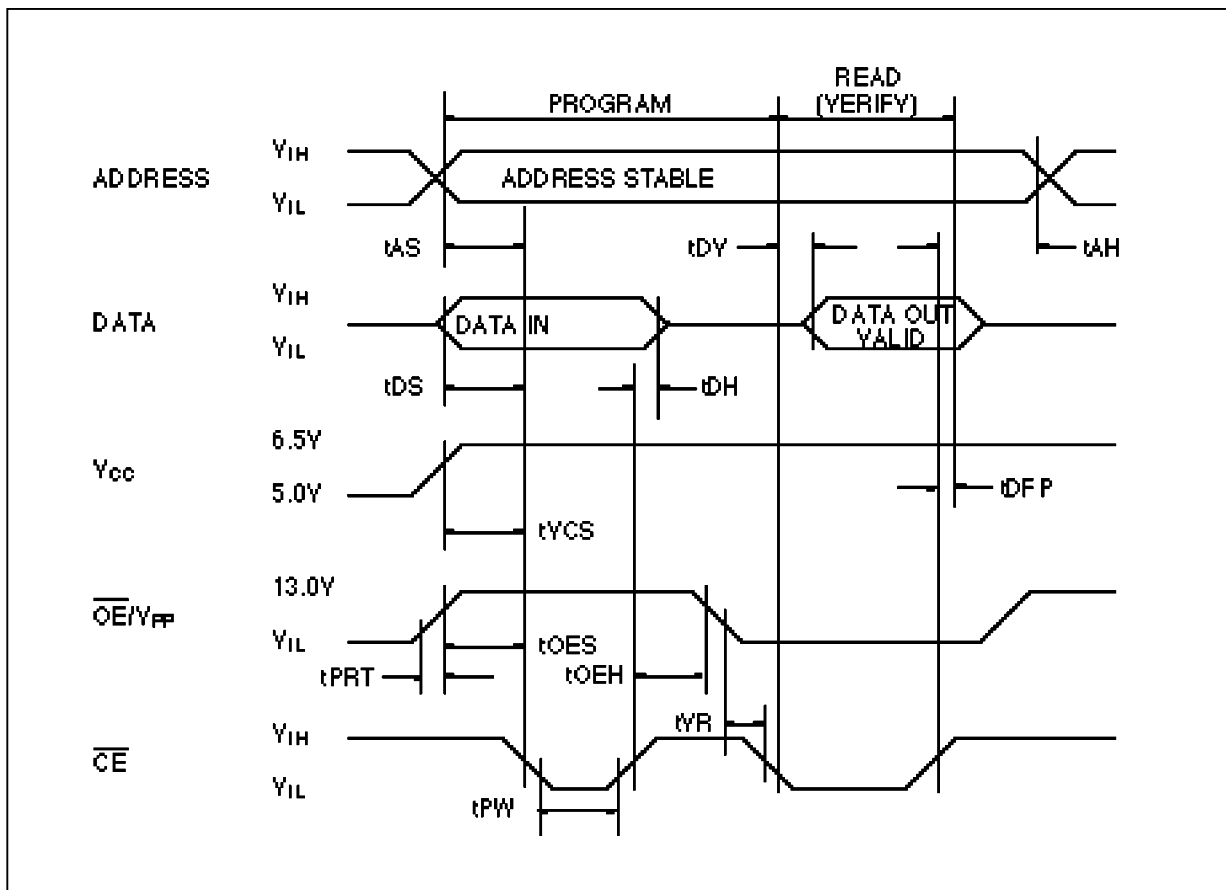 READ
PROGRAM (YERIFY)
YIH
ADDRESS ADDRESS STABLE
YIL
tAS tDY tAH
YIH
DATA DATA IN DATA OUT
YIL YALID
tDS tDH
6.5Y
YCC
5.0Y tDFP
tYCS
13.0Y
OE/YPP
YIL tOES
tPRT tOEH
YIH tYR
CE
YIL
tPW